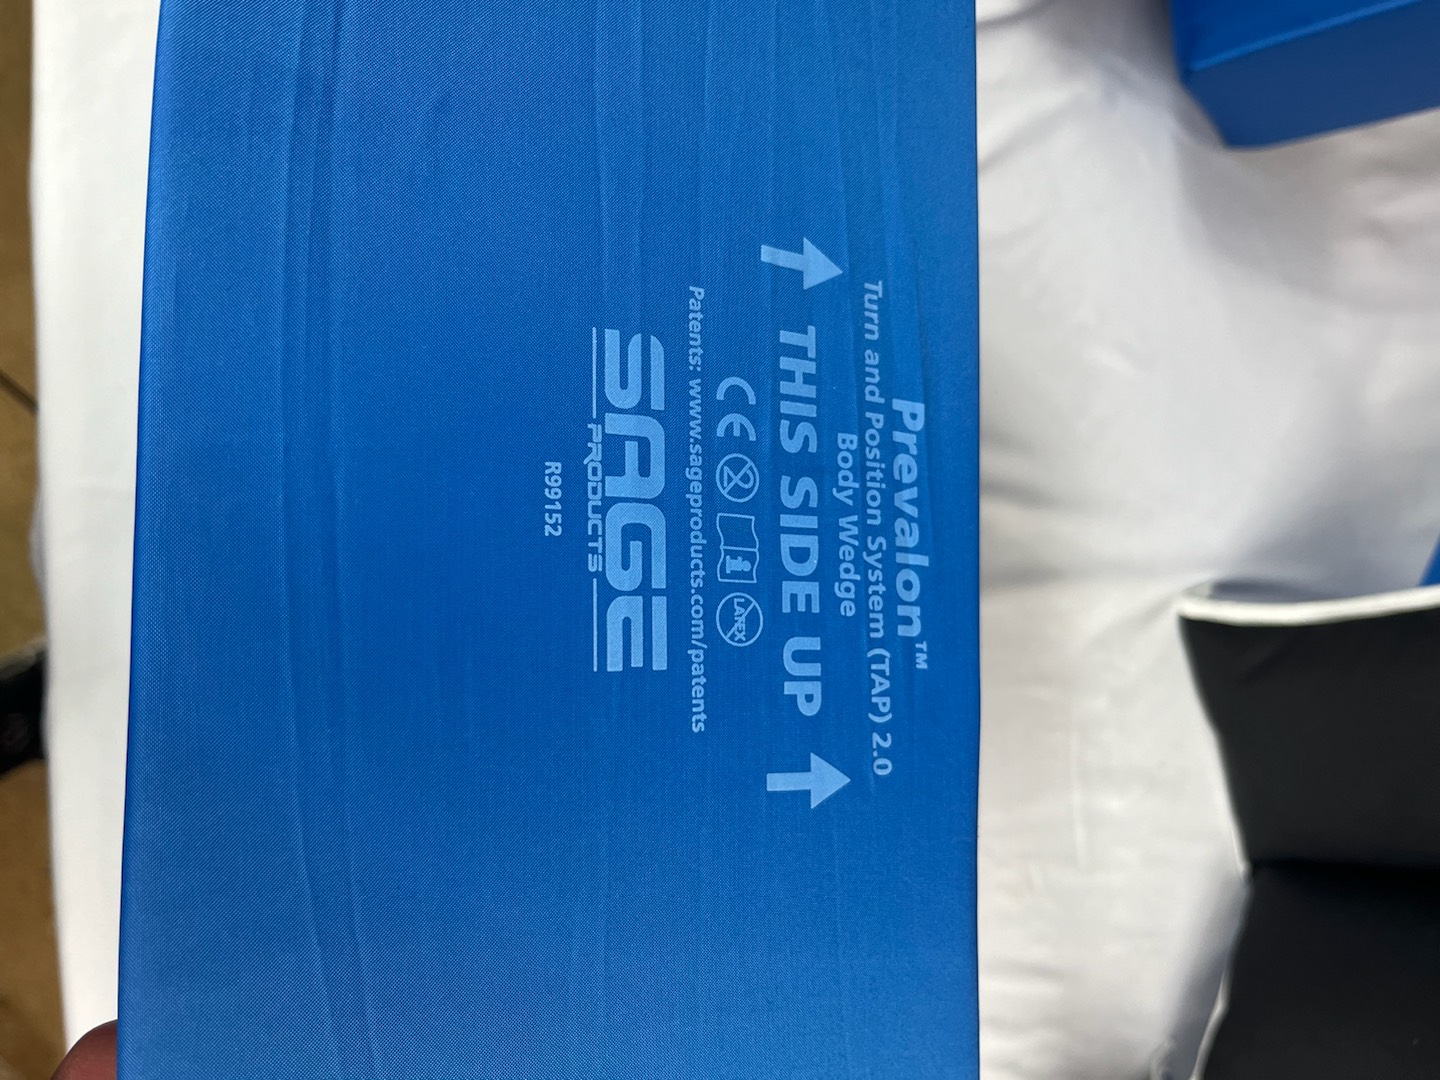 Prevalon™
Turn and Position System (TAP) 2.0
Body Wedge
THIS SIDE UP
CE LATEX
Patents: www.sageproducts.com/patents
SAGE
PRODUCTS
R99152